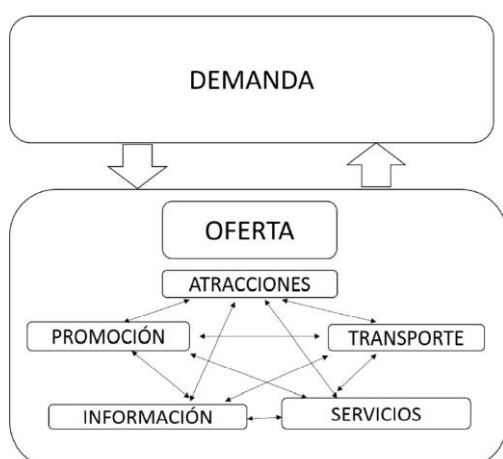 DEMANDA
OFERTA
ATRACCIONES
PROMOCIÓN
TRANSPORTE
INFORMACIÓN
SERVICIOS